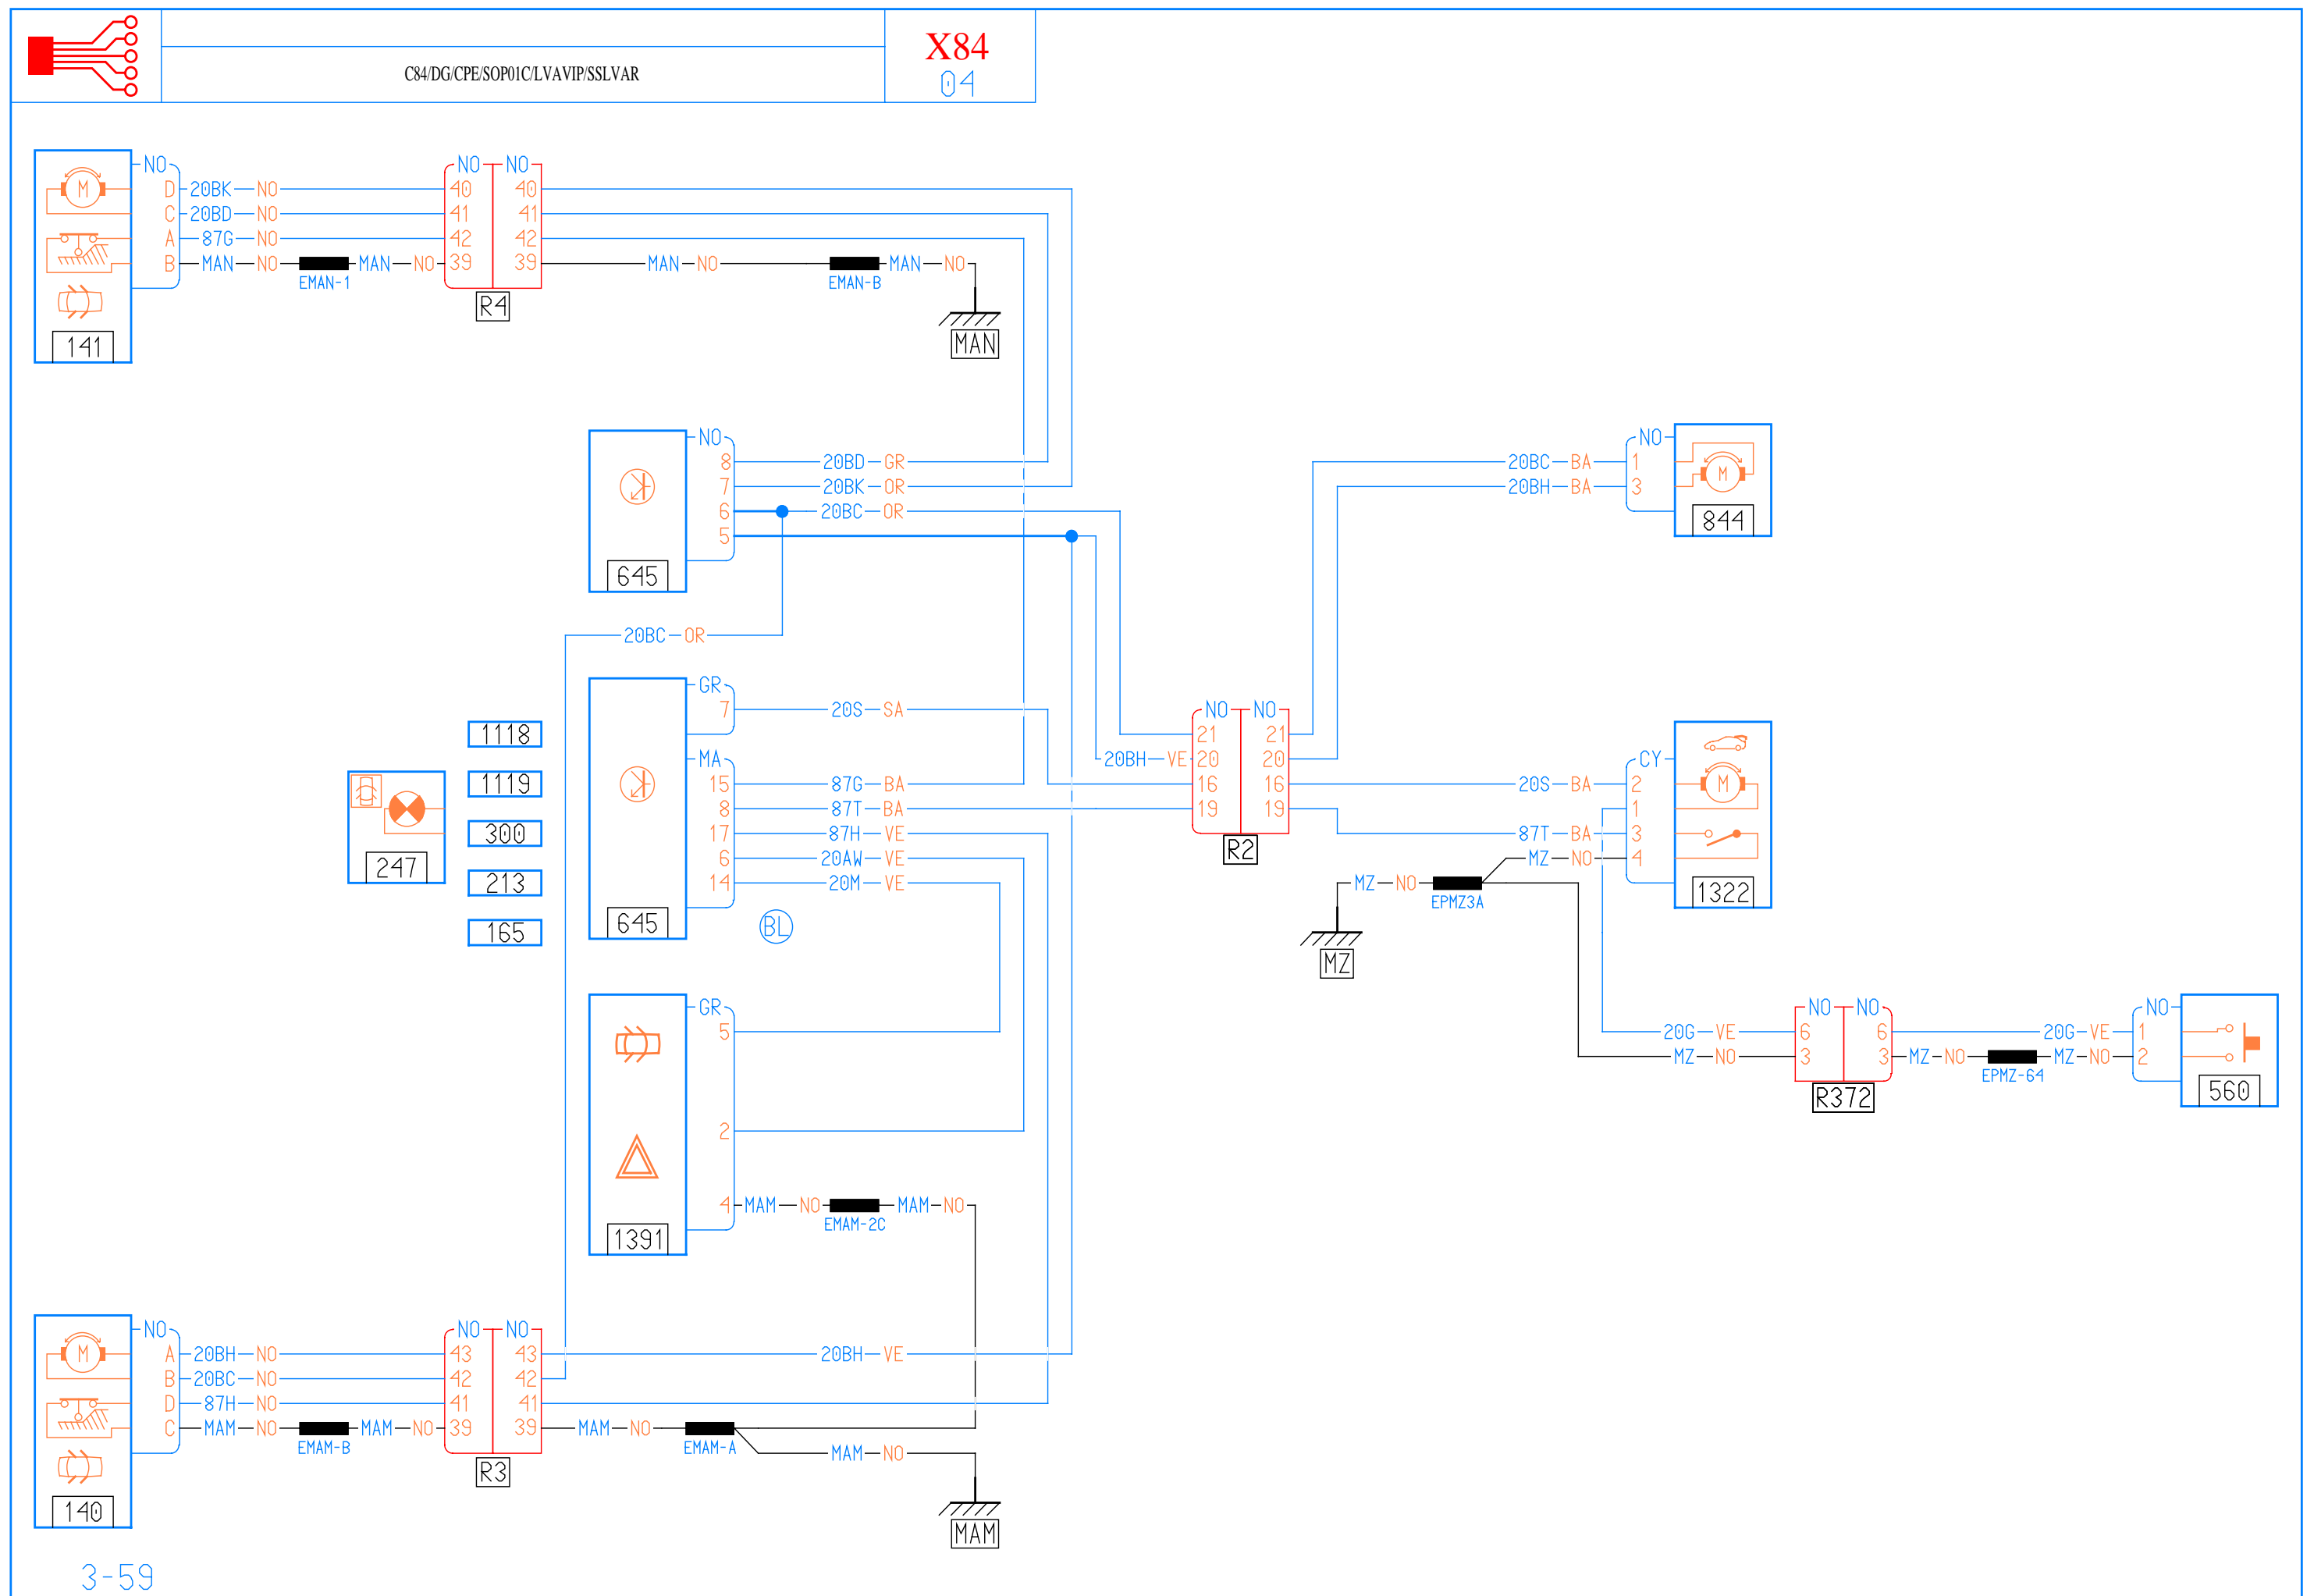 X84
C84/DG/CPE/SOP01C/LVAVIP/SSLVAR
04
NO
D 20BK NO
C 20BD NO
A 87G NO
B MAN NO EMAN-1 MAN NO
141
NO NO
40 40
41 41
42 42
39 39
R4
MAN NO EMAN-B MAN NO
MAN
NO
8 20BD GR
7 20BK OR
6 20BC OR
5
645
20BC OR
NO
1 20BC BA
3 20BH BA
844
GR
7 20S SA
MA
15 87G BA
8 87T BA
17 87H VE
6 20AW VE
14 20M VE
645
BL
1118
1119
300
213
165
247
20BH VE
NO NO
21 21
20 20
16 16
19 19
R2
CY
20S BA 2
1
87T BA 3
MZ NO 4
1322
MZ NO EPMZ3A
MZ
GR
5
2
4 MAM NO EMAM-2C MAM NO
1391
NO NO
20G VE 6 6 20G VE 1
MZ NO 3 3 MZ NO EPMZ-64 MZ NO 2
R372
NO
560
NO
A 20BH NO
B 20BC NO
D 87H NO
C MAM NO EMAM-B MAM NO
140
NO NO
43 43
42 42
41 41
39 39
R3
20BH VE
MAM NO EMAM-A
MAM NO
MAM
3-59